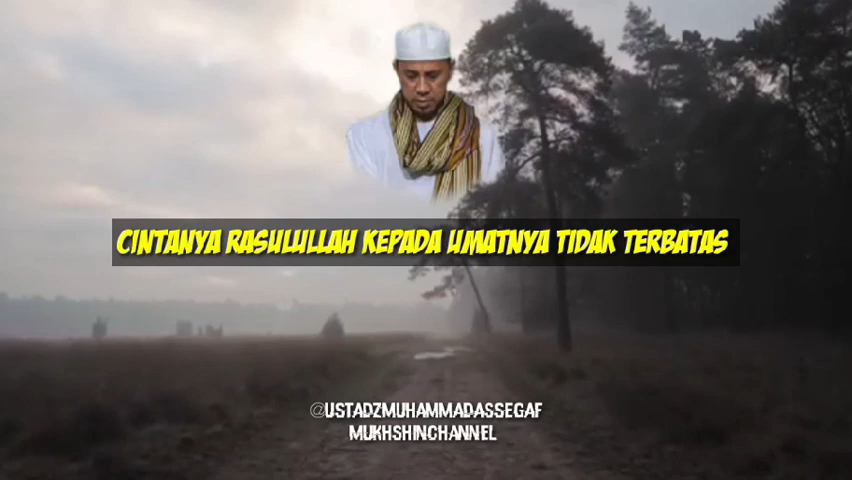 CINTANYA RASULULLAH KEPADA UMATNYA TIDAK TERBATAS
@USTADZMUHAMMADASSEGAF
MUKHSHINCHANNEL